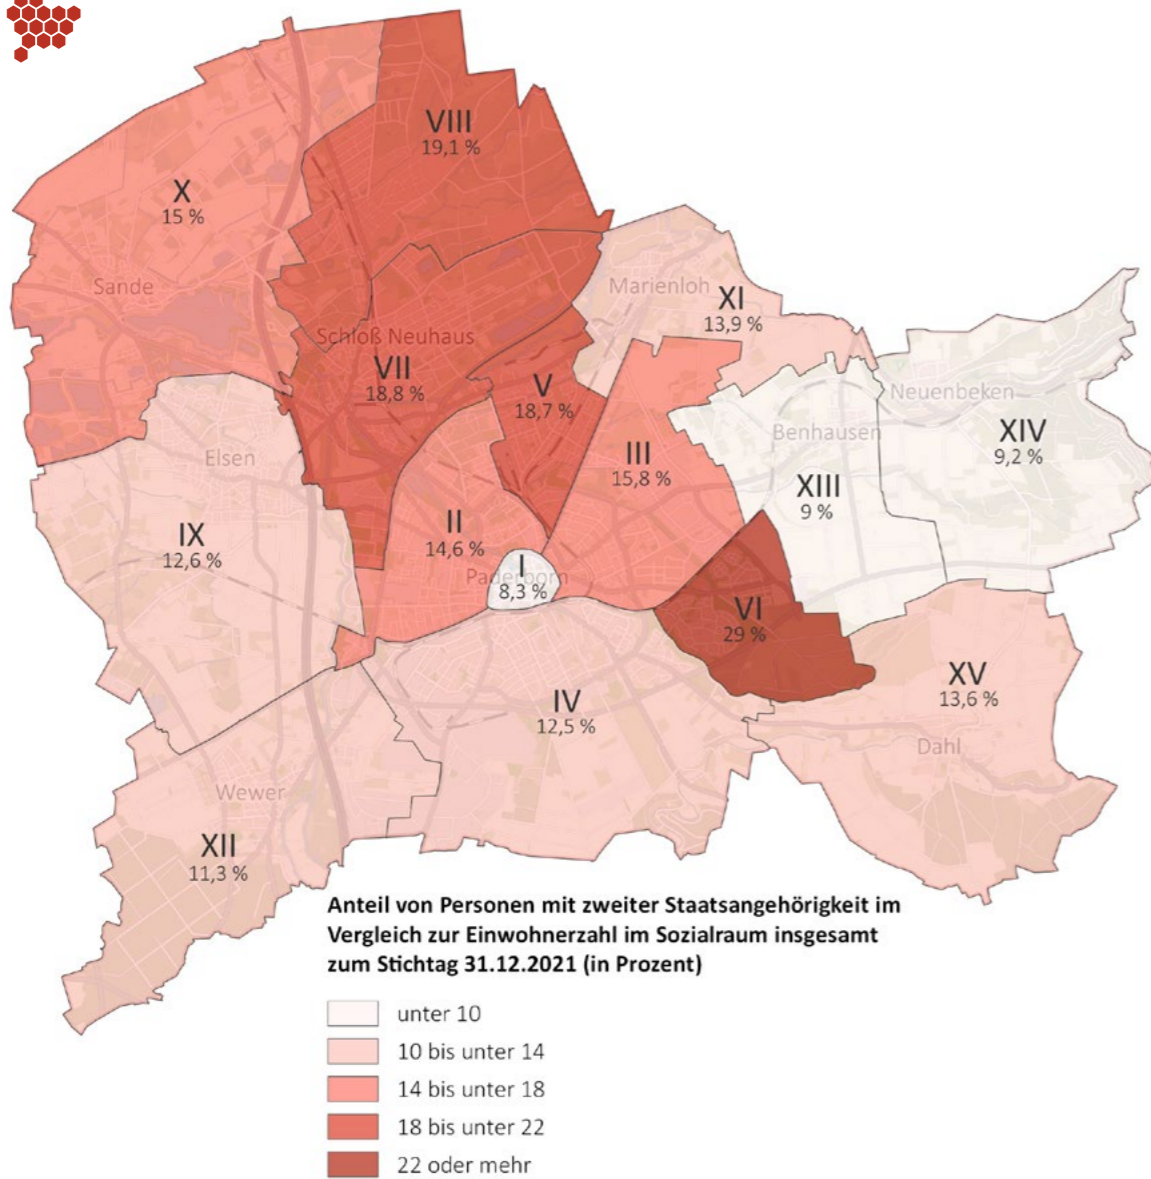 VIII
19,1 %
X
15 %
Sande
Marienloh
XI
13,9 %
Schloß Neuhaus
VII
18,8 %
V
18,7 %
Neuenbeken
Benhausen
XIV
9,2 %
III
15,8 %
XIII
9 %
Elsen
IX
12,6 %
II
14,6 %
I
Paderborn
8,3 %
VI
29 %
XV
13,6 %
IV
12,5 %
Dahl
Wewer
XII
11,3 %
Anteil von Personen mit zweiter Staatsangehörigkeit im
Vergleich zur Einwohnerzahl im Sozialraum insgesamt
zum Stichtag 31.12.2021 (in Prozent)
unter 10
10 bis unter 14
14 bis unter 18
18 bis unter 22
22 oder mehr